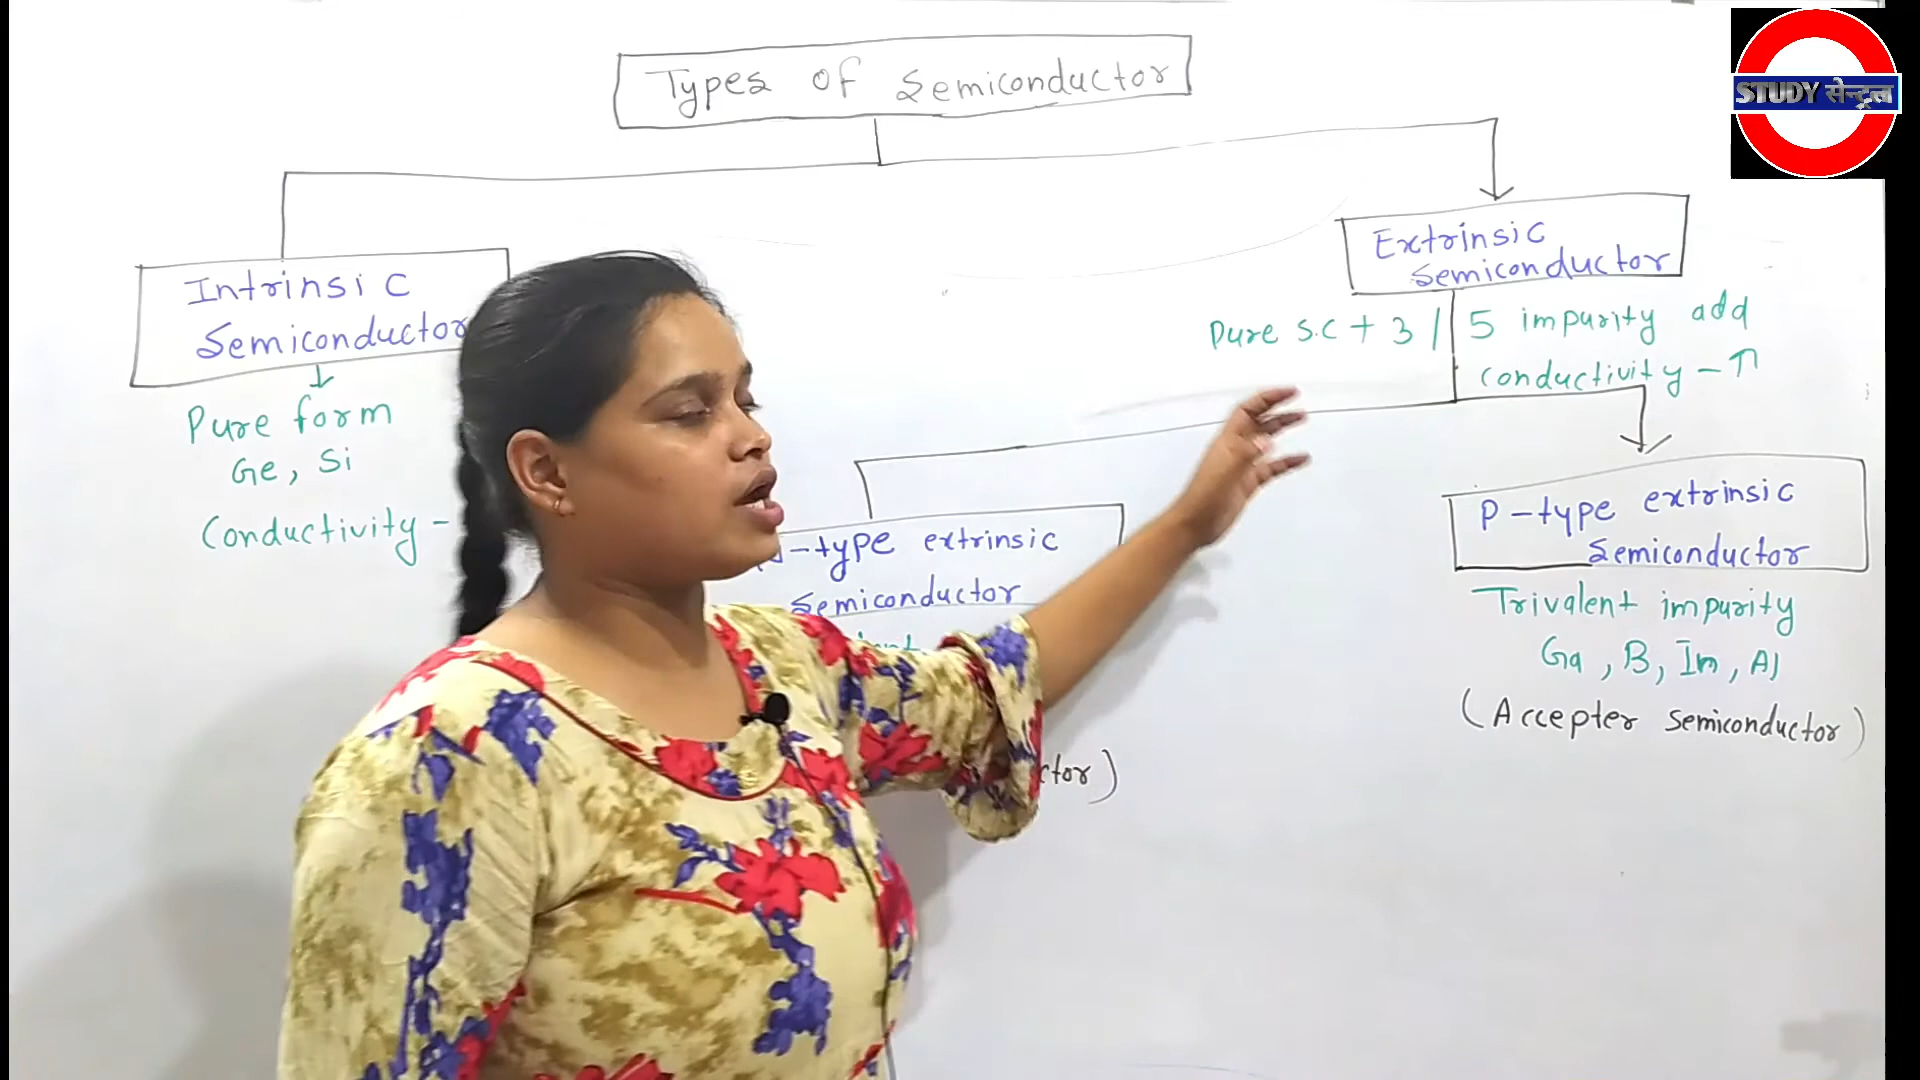 Types of Semiconductor
STUDY सेन्ट्रल
Intrinsic
Semiconductor
Pure form
Ge, Si
Conductivity -
Extrinsic
Semiconductor
Pure S.C + 3 / 5 impurity add
Conductivity - ↑
N-type extrinsic
Semiconductor
P-type extrinsic
Semiconductor
Trivalent impurity
Ga, B, In, Al
(Accepter Semiconductor)